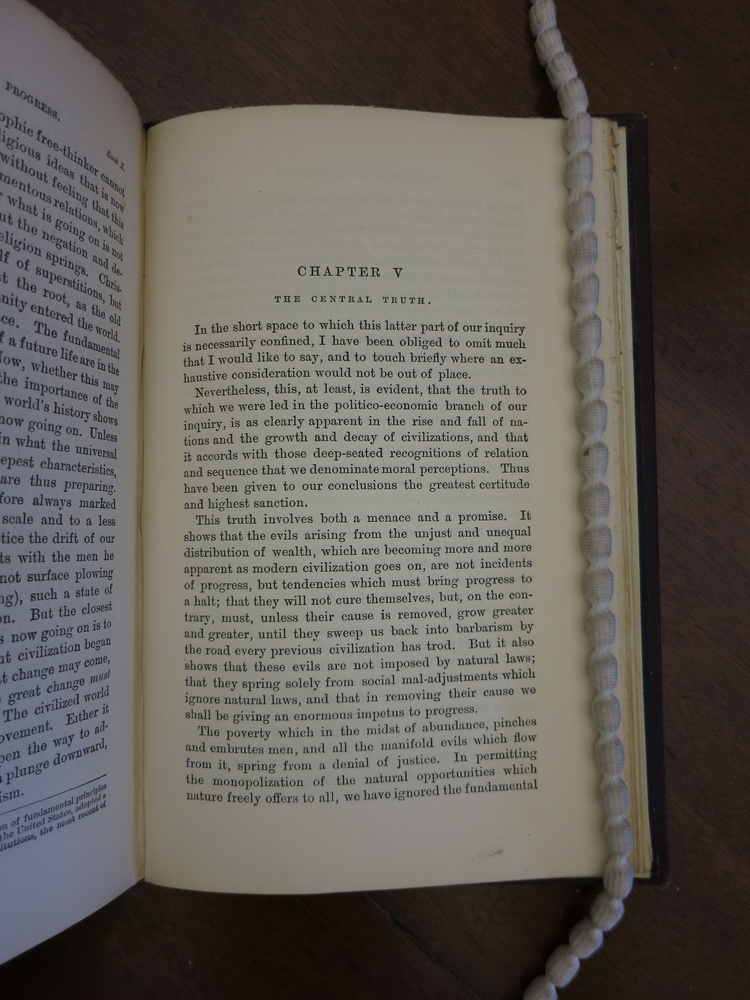 PROGRESS.
Book X.
ophic free-thinker cannot
ligious ideas that is now
without feeling that this
mentous relations, which
what is going on is not
ut the negation and de-
eligion springs. Chris-
lf of superstitions, but
t the root, as the old
nity entered the world.
ce. The fundamental
f a future life are in the
Now, whether this may
the importance of the
world's history shows
now going on. Unless
in what the universal
epest characteristics,
are thus preparing.
fore always marked
scale and to a less
tice the drift of our
ts with the men he
not surface plowing
ng), such a state of
on. But the closest
s now going on is to
nt civilization began
t change may come,
great change must
The civilized world
ovement. Either it
pen the way to ad-
plunge downward,
ism.
on of fundamental principles
the United States, adopted a
titutions, the most recent of
CHAPTER V
THE CENTRAL TRUTH.
In the short space to which this latter part of our inquiry
is necessarily confined, I have been obliged to omit much
that I would like to say, and to touch briefly where an ex-
haustive consideration would not be out of place.
Nevertheless, this, at least, is evident, that the truth to
which we were led in the politico-economic branch of our
inquiry, is as clearly apparent in the rise and fall of na-
tions and the growth and decay of civilizations, and that
it accords with those deep-seated recognitions of relation
and sequence that we denominate moral perceptions. Thus
have been given to our conclusions the greatest certitude
and highest sanction.
This truth involves both a menace and a promise. It
shows that the evils arising from the unjust and unequal
distribution of wealth, which are becoming more and more
apparent as modern civilization goes on, are not incidents
of progress, but tendencies which must bring progress to
a halt; that they will not cure themselves, but, on the con-
trary, must, unless their cause is removed, grow greater
and greater, until they sweep us back into barbarism by
the road every previous civilization has trod. But it also
shows that these evils are not imposed by natural laws;
that they spring solely from social mal-adjustments which
ignore natural laws, and that in removing their cause we
shall be giving an enormous impetus to progress.
The poverty which in the midst of abundance, pinches
and embrutes men, and all the manifold evils which flow
from it, spring from a denial of justice. In permitting
the monopolization of the natural opportunities which
nature freely offers to all, we have ignored the fundamental